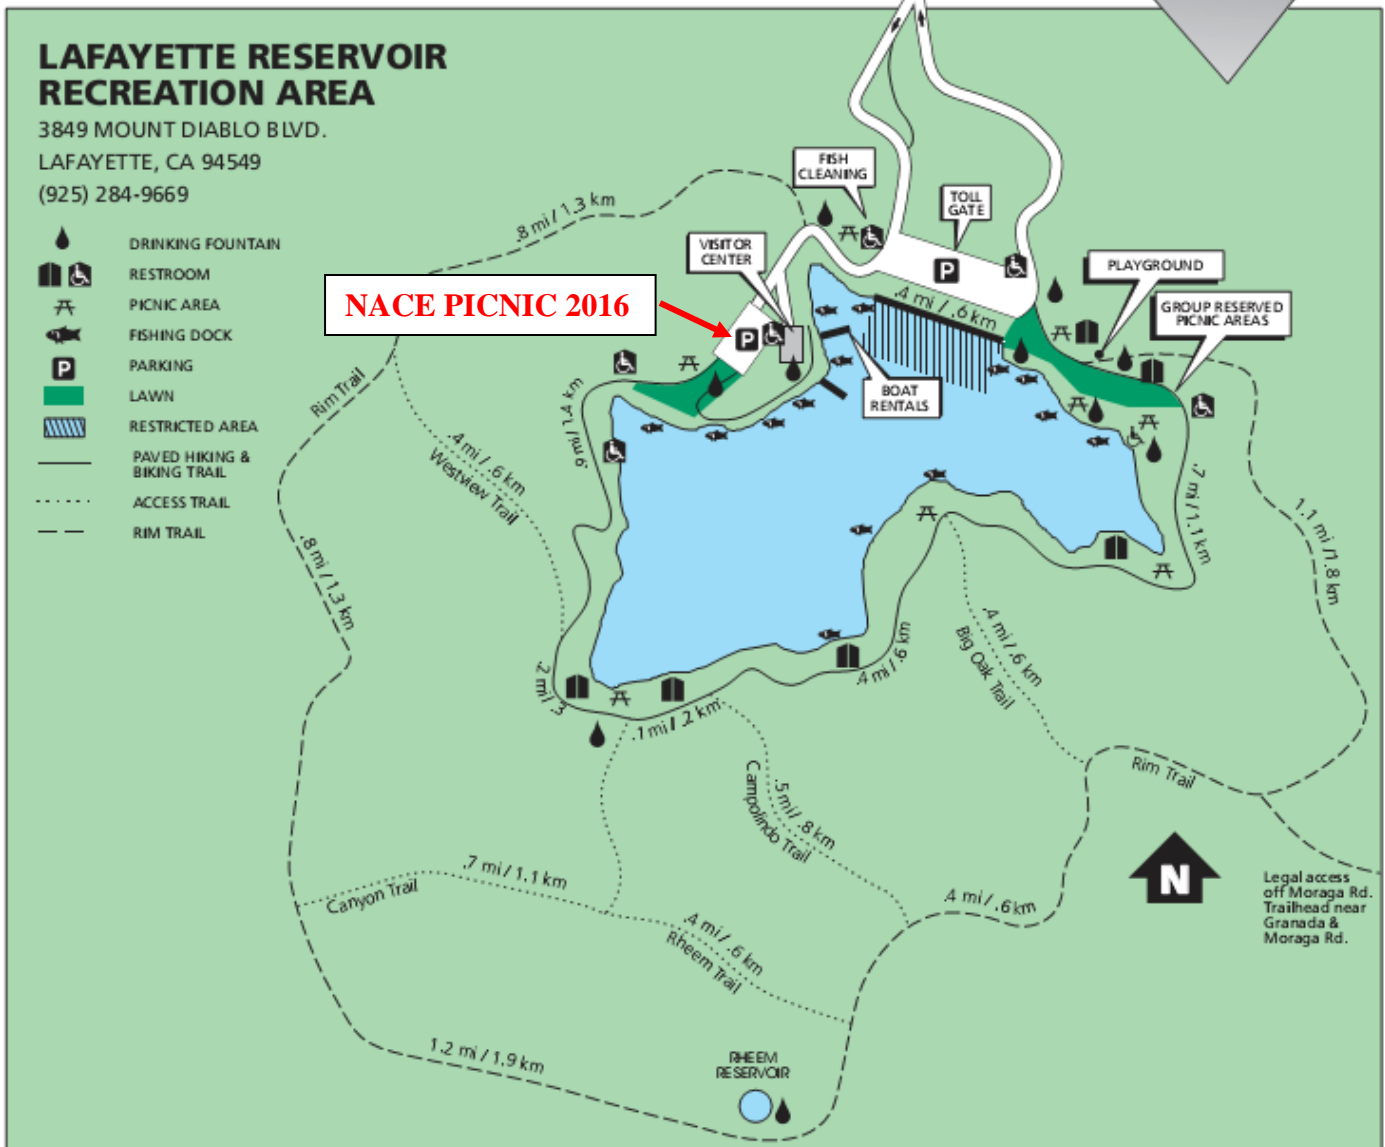 LAFAYETTE RESERVOIR
RECREATION AREA
3849 MOUNT DIABLO BLVD.
LAFAYETTE, CA 94549
(925) 284-9669
DRINKING FOUNTAIN
RESTROOM
PICNIC AREA
FISHING DOCK
P
PARKING
LAWN
RESTRICTED AREA
PAVED HIKING &
BIKING TRAIL
ACCESS TRAIL
RIM TRAIL
FISH
CLEANING
TOLL
GATE
VISITOR
CENTER
PLAYGROUND
GROUP RESERVED
PICNIC AREAS
BOAT
RENTALS
NACE PICNIC 2016
P
P
.8 mi / 1.3 km
.4 mi / .6 km
Rim Trail
.9 mi / 1.4 km
.4 mi / .6 km
Westview Trail
.7 mi / 1.1 km
1.1 mi / 1.8 km
.8 mi / 1.3 km
.2 mi / .3
.1 mi / .2 km
.4 mi / .6 km
.4 mi / .6 km
Big Oak Trail
Rim Trail
.5 mi / .8 km
Campolindo Trail
.7 mi / 1.1 km
Canyon Trail
.4 mi / .6 km
Rheem Trail
.4 mi / .6 km
1.2 mi / 1.9 km
RHEEM
RESERVOIR
N
Legal access
off Moraga Rd.
Trailhead near
Granada &
Moraga Rd.